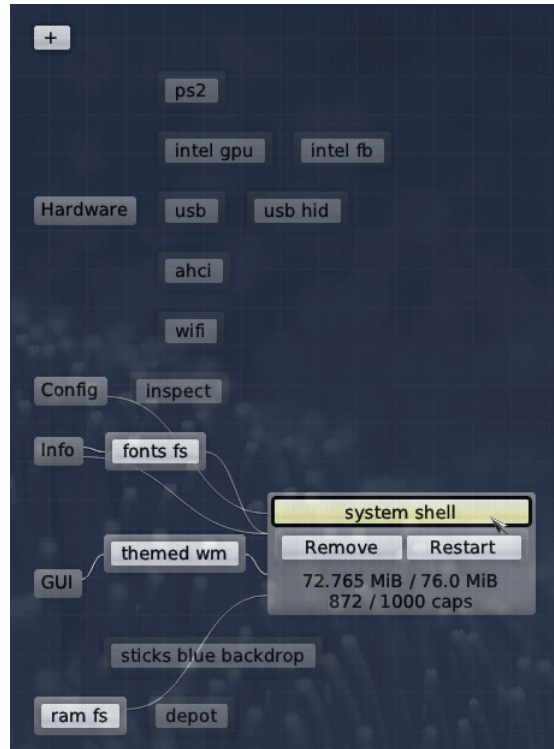 +
ps2
intel gpu intel fb
Hardware usb usb hid
ahci
wifi
Config inspect
Info fonts fs
system shell
Remove Restart
themed wm
72.765 MiB / 76.0 MiB
GUI
872 / 1000 caps
sticks blue backdrop
ram fs depot